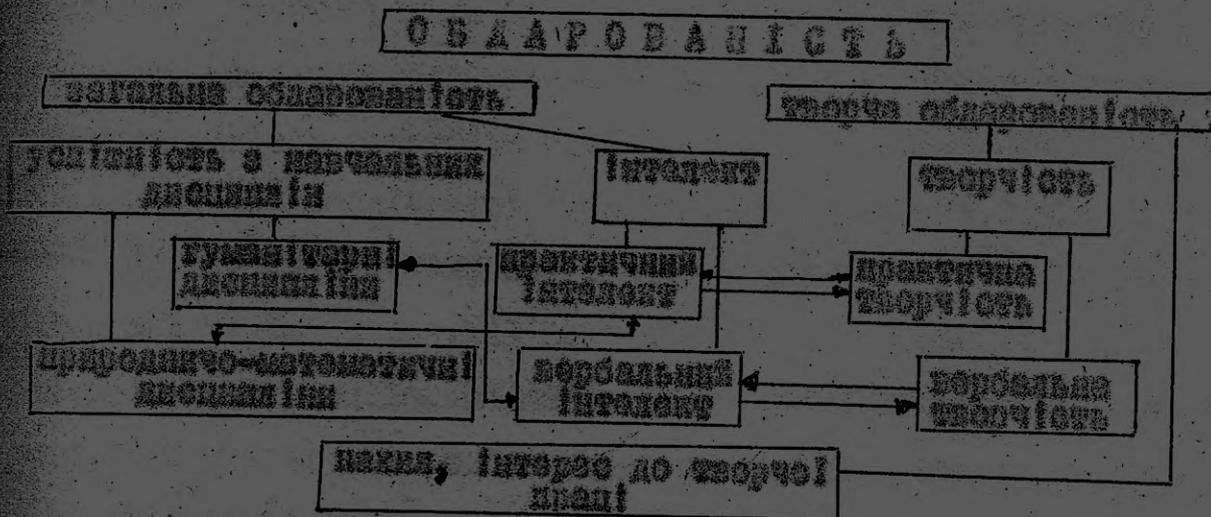 ОБДАРОВАНІСТЬ
загальна обдарованість
творча обдарованість
успішність з навчальних
дисциплін
інтелект
творчість
гуманітарні
дисципліни
практичний
інтелект
практична
творчість
природничо-математичні
дисципліни
вербальний
інтелект
вербальна
творчість
нахил, інтерес до творчої
праці